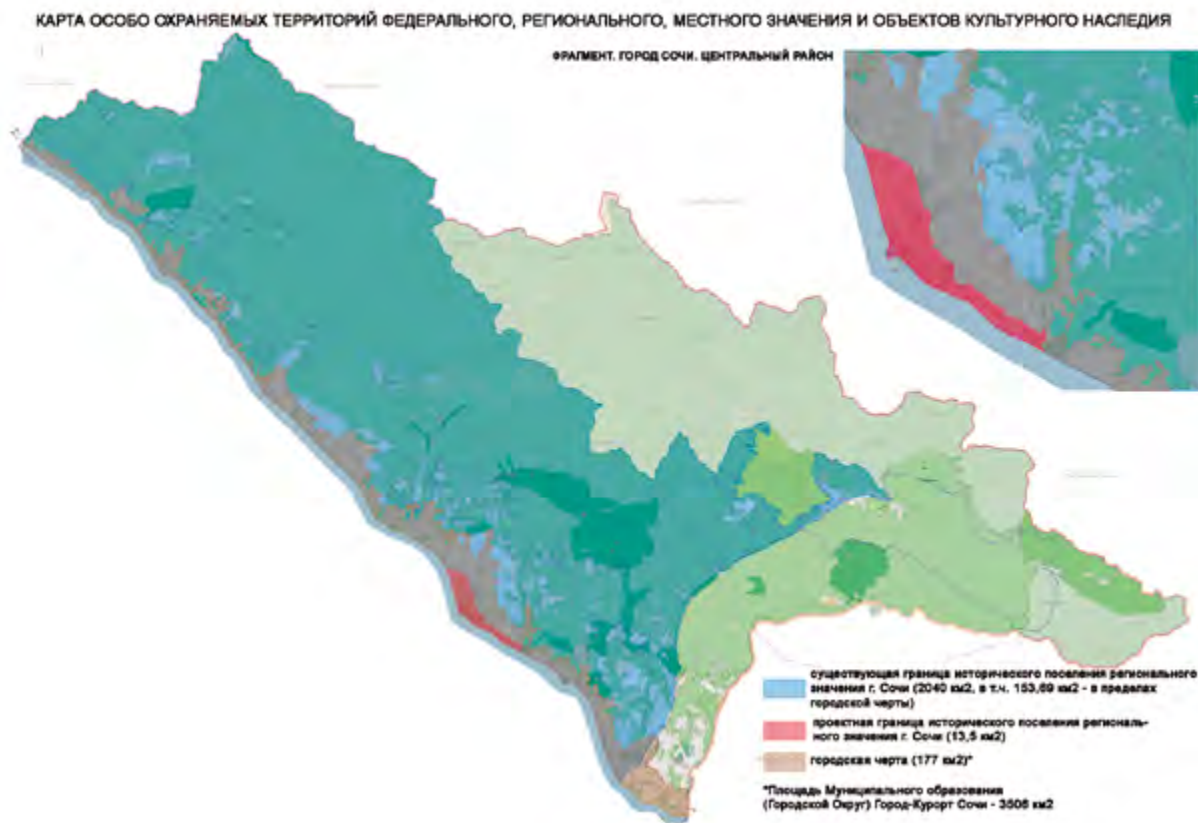 КАРТА ОСОБО ОХРАНЯЕМЫХ ТЕРРИТОРИЙ ФЕДЕРАЛЬНОГО, РЕГИОНАЛЬНОГО, МЕСТНОГО ЗНАЧЕНИЯ И ОБЪЕКТОВ КУЛЬТУРНОГО НАСЛЕДИЯ
ФРАГМЕНТ. ГОРОД СОЧИ. ЦЕНТРАЛЬНЫЙ РАЙОН
существующая граница исторического поселения регионального
значения г. Сочи (2040 км2, в т.ч. 153,69 км2 - в пределах
городской черты)
проектная граница исторического поселения региональ-
ного значения г. Сочи (13,5 км2)
городская черта (177 км2)*
*Площадь Муниципального образования
(Городской Округ) Город-Курорт Сочи - 3506 км2